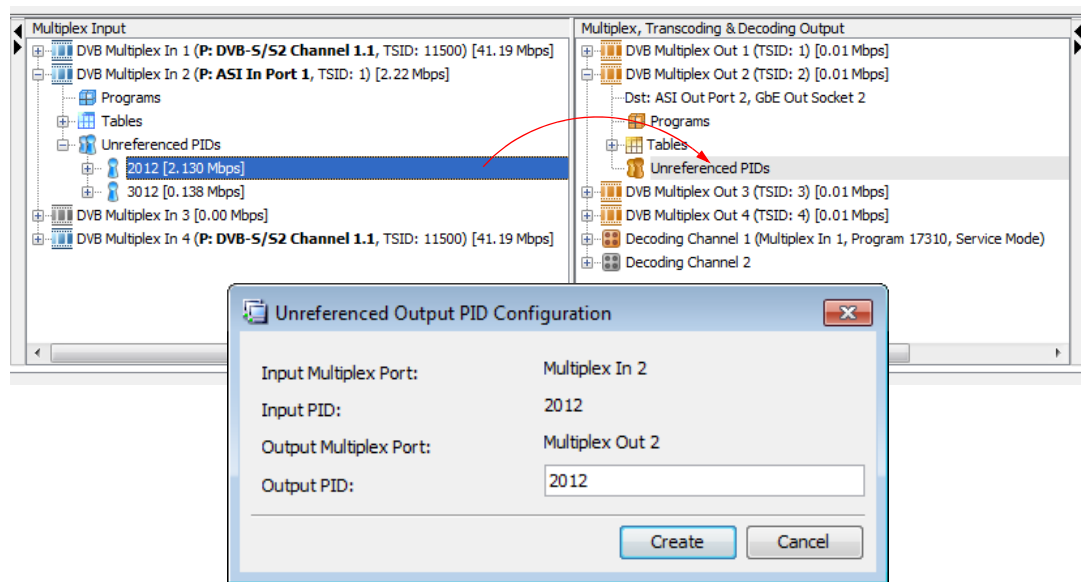 Multiplex Input
DVB Multiplex In 1 (P: DVB-S/S2 Channel 1.1, TSID: 11500) [41.19 Mbps]
DVB Multiplex In 2 (P: ASI In Port 1, TSID: 1) [2.22 Mbps]
Programs
Tables
Unreferenced PIDs
2012 [2.130 Mbps]
3012 [0.138 Mbps]
DVB Multiplex In 3 [0.00 Mbps]
DVB Multiplex In 4 (P: DVB-S/S2 Channel 1.1, TSID: 11500) [41.19 Mbps]
Multiplex, Transcoding & Decoding Output
DVB Multiplex Out 1 (TSID: 1) [0.01 Mbps]
DVB Multiplex Out 2 (TSID: 2) [0.01 Mbps]
Dst: ASI Out Port 2, GbE Out Socket 2
Programs
Tables
Unreferenced PIDs
DVB Multiplex Out 3 (TSID: 3) [0.01 Mbps]
DVB Multiplex Out 4 (TSID: 4) [0.01 Mbps]
Decoding Channel 1 (Multiplex In 1, Program 17310, Service Mode)
Decoding Channel 2
Unreferenced Output PID Configuration
Input Multiplex Port: Multiplex In 2
Input PID: 2012
Output Multiplex Port: Multiplex Out 2
Output PID: 2012
Create Cancel